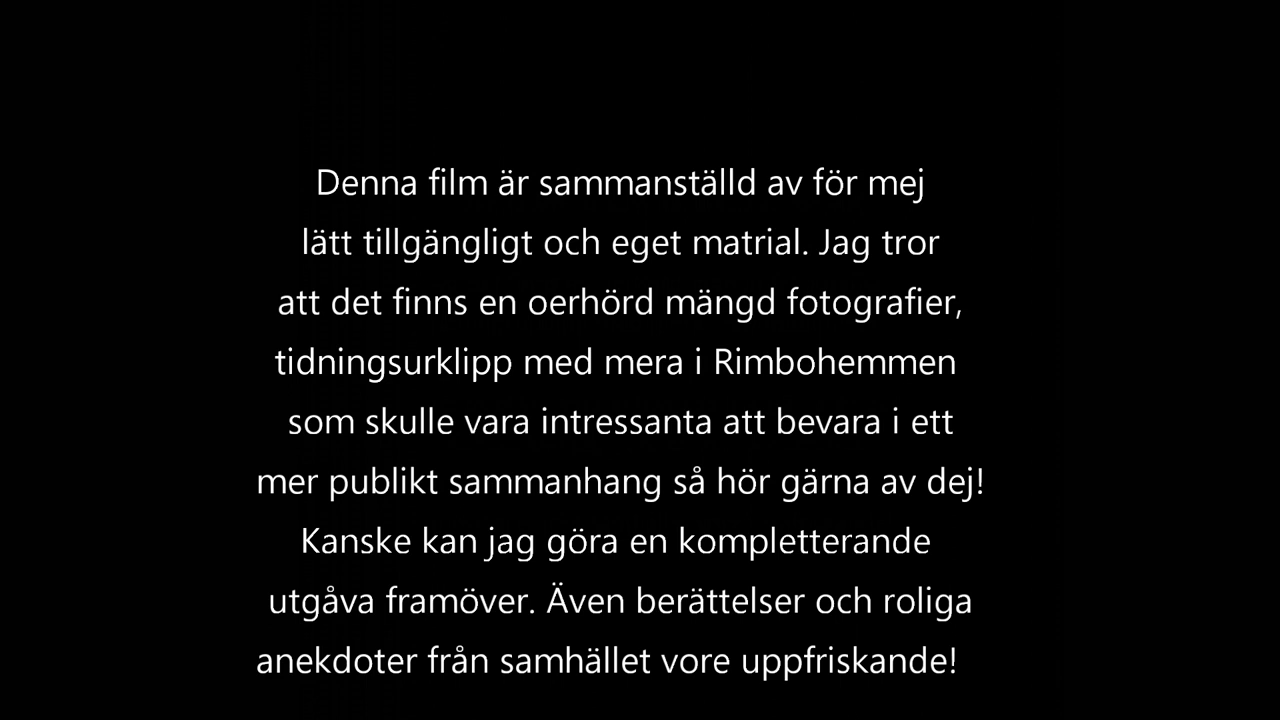 Denna film är sammanställd av för mej
lätt tillgängligt och eget matrial. Jag tror
att det finns en oerhörd mängd fotografier,
tidningsurklipp med mera i Rimbohemmen
som skulle vara intressanta att bevara i ett
mer publikt sammanhang så hör gärna av dej!
Kanske kan jag göra en kompletterande
utgåva framöver. Även berättelser och roliga
anekdoter från samhället vore uppfriskande!